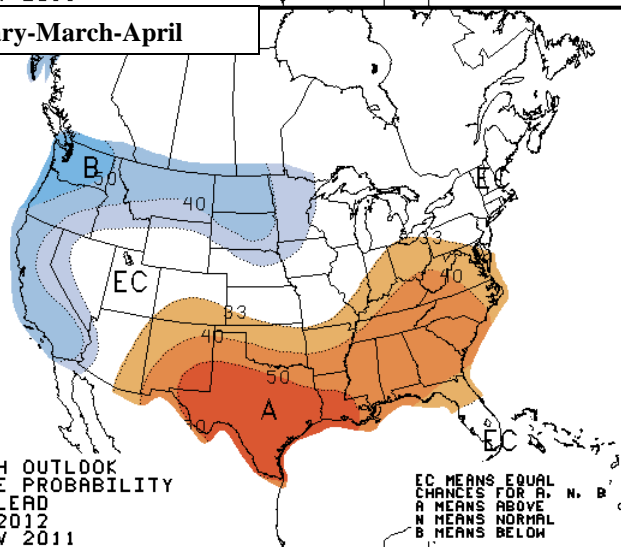 ry-March-April
B
50
40
EC
33
40
EC
33
40
50
A
EC
H OUTLOOK
E PROBABILITY
LEAD
2012
V 2011
EC MEANS EQUAL
CHANCES FOR A, N, B
A MEANS ABOVE
N MEANS NORMAL
B MEANS BELOW